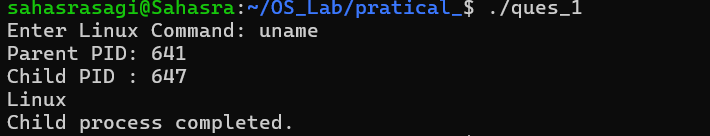 sahasrasagi@Sahasra:~/OS_Lab/pratical_$ ./ques_1
Enter Linux Command: uname
Parent PID: 641
Child PID : 647
Linux
Child process completed.